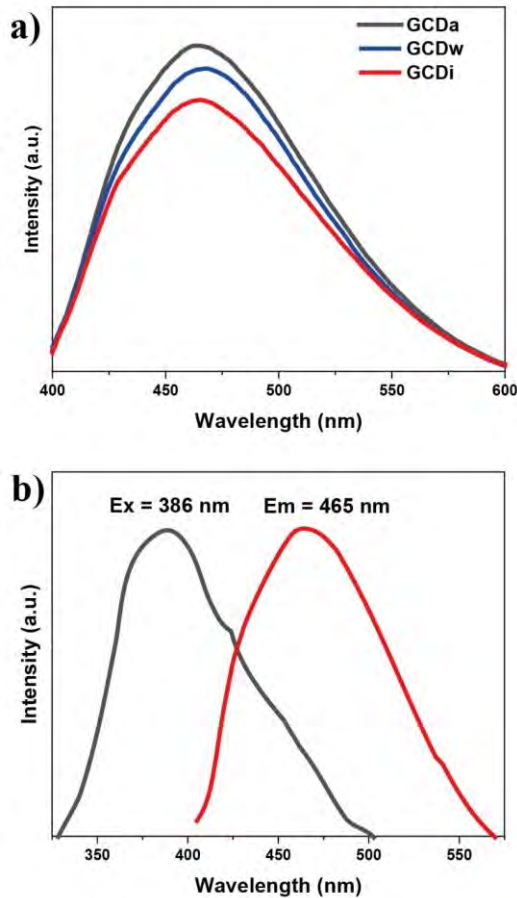 a)
GCDa
GCDw
GCDi
Intensity (a.u.)
400 450 500 550 600
Wavelength (nm)
b)
Ex = 386 nm Em = 465 nm
Intensity (a.u.)
350 400 450 500 550
Wavelength (nm)